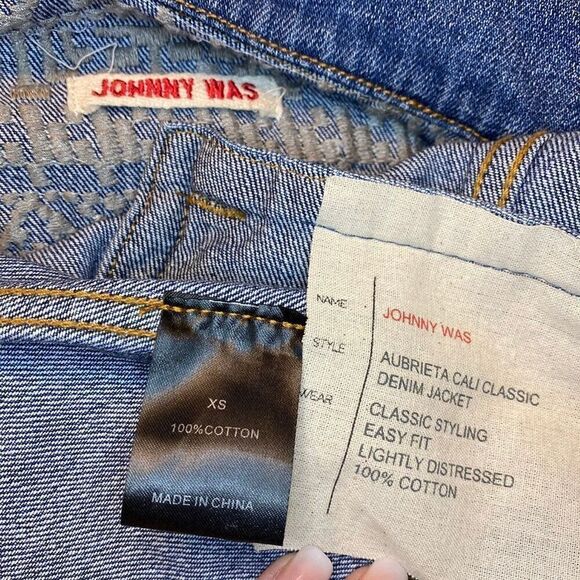 JOHNNY WAS
NAME JOHNNY WAS
STYLE AUBRIETA CALI CLASSIC
DENIM JACKET
WEAR CLASSIC STYLING
EASY FIT
LIGHTLY DISTRESSED
100% COTTON
XS
100%COTTON
MADE IN CHINA